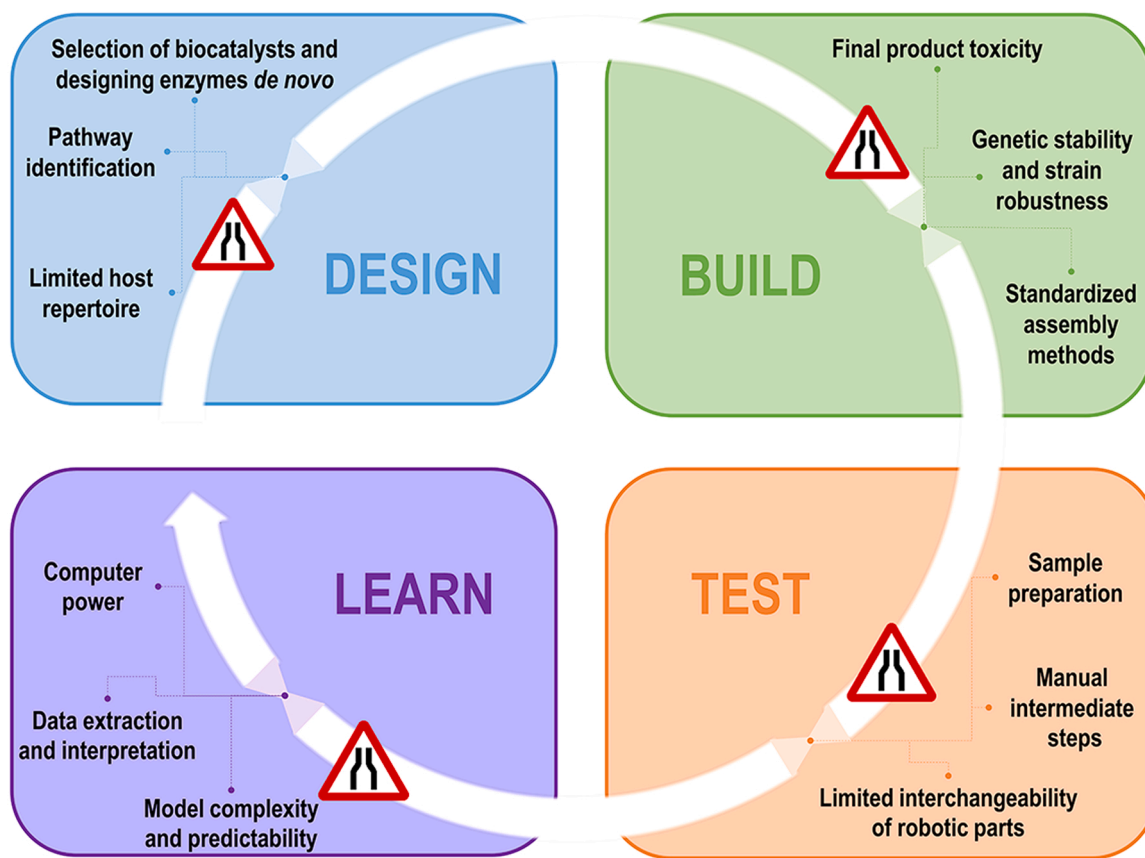 Selection of biocatalysts and
designing enzymes de novo
Pathway
identification
Limited host
repertoire
DESIGN
Final product toxicity
Genetic stability
and strain
robustness
Standardized
assembly
methods
BUILD
Sample
preparation
Manual
intermediate
steps
Limited interchangeability
of robotic parts
TEST
Computer
power
Data extraction
and interpretation
Model complexity
and predictability
LEARN